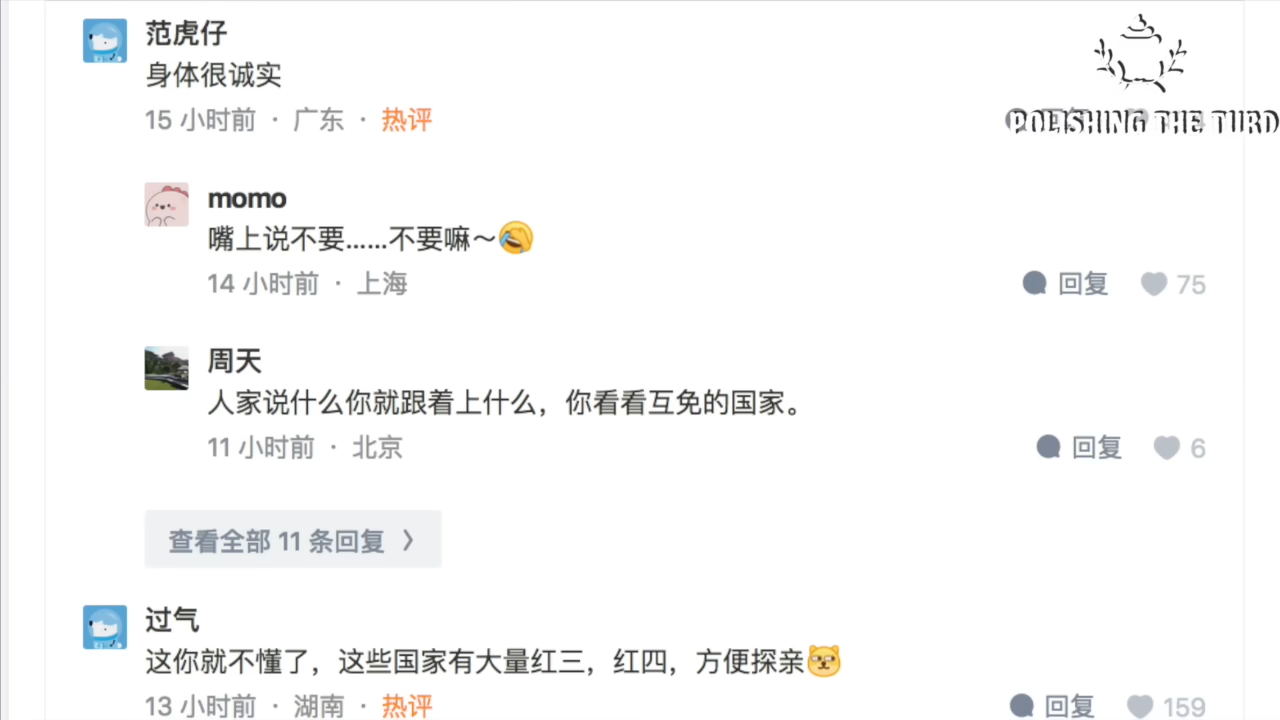 范虎仔
身体很诚实
15 小时前 · 广东 · 热评
POLISHING THE TURD
momo
嘴上说不要……不要嘛～
14 小时前 · 上海
回复 75
周天
人家说什么你就跟着上什么，你看看互免的国家。
11 小时前 · 北京
回复 6
查看全部 11 条回复 >
过气
这你就不懂了，这些国家有大量红三，红四，方便探亲
13 小时前 · 湖南 · 热评
回复 159